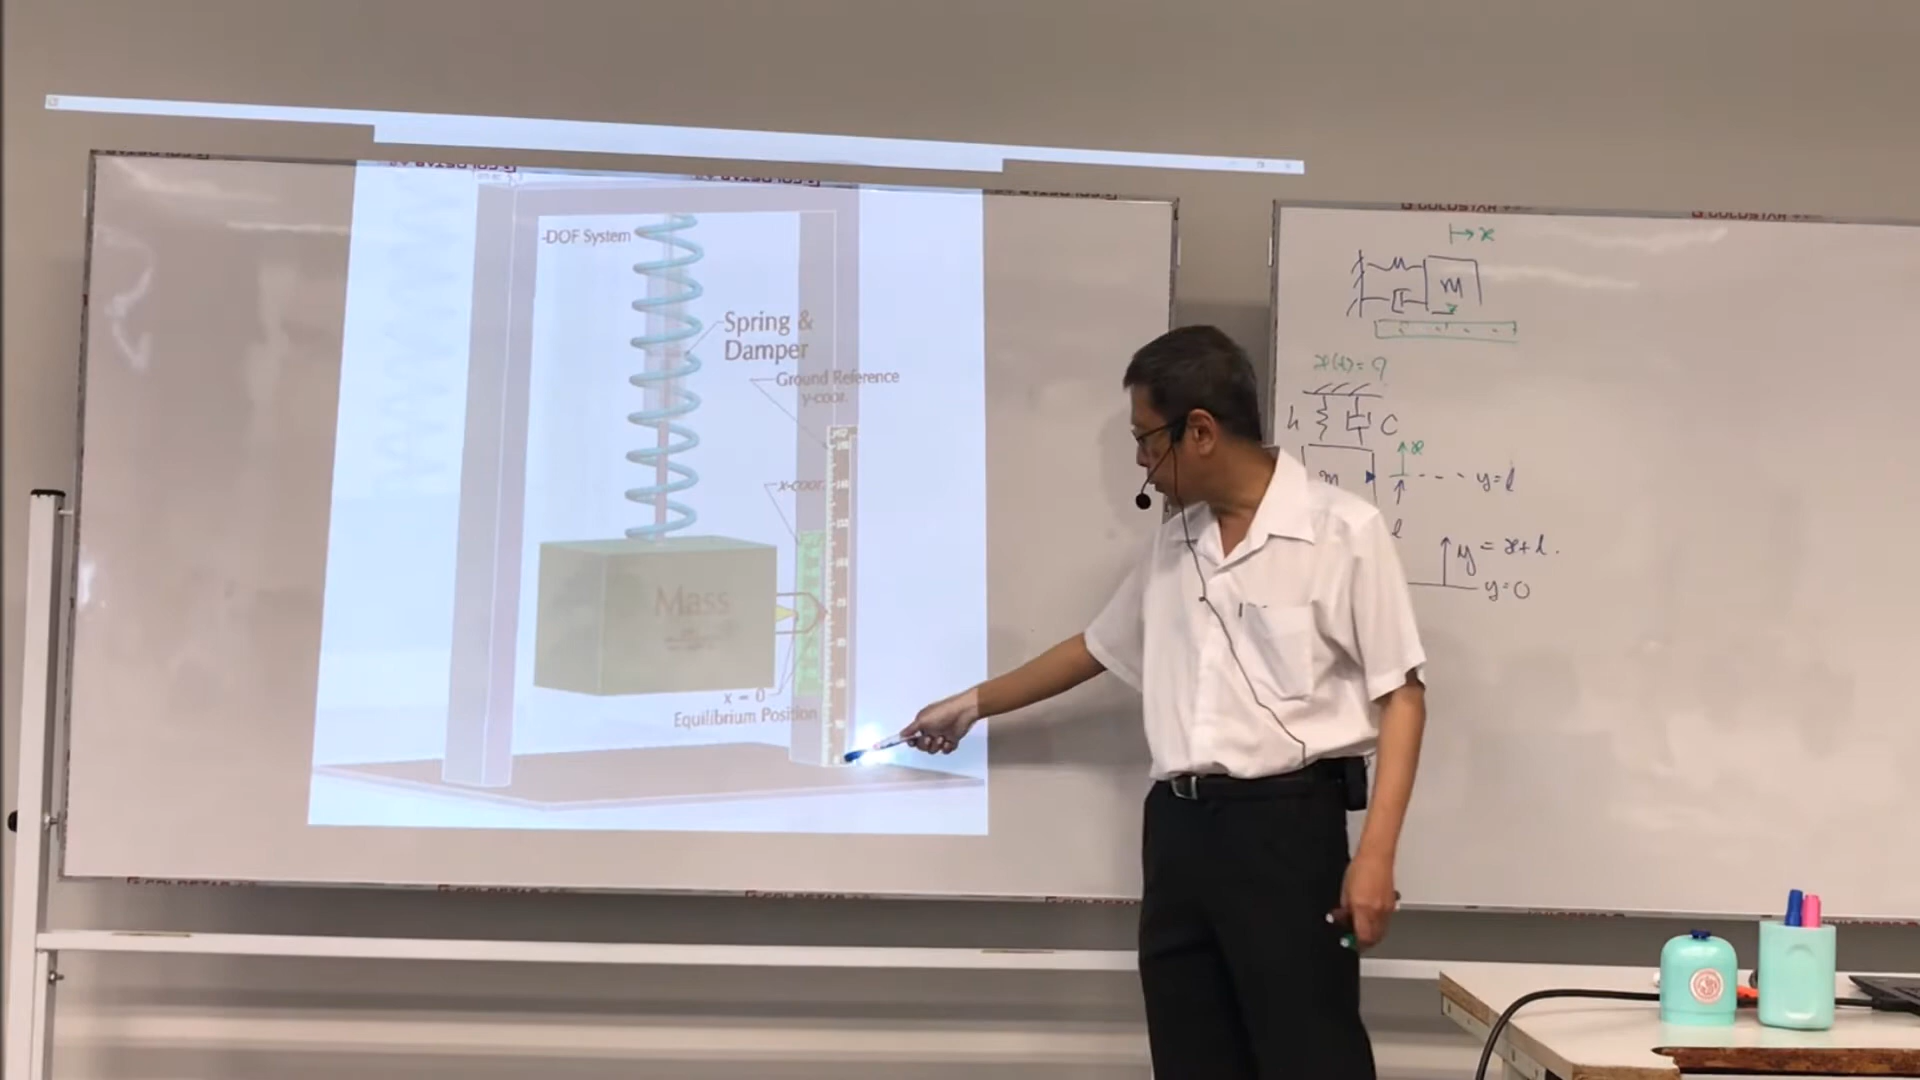 -DOF System
Spring &
Damper
Ground Reference
y-coor.
x-coor.
Mass
x = 0
Equilibrium Position
x
m
x(t)=?
k
C
x
m
y=l
l
y = x+l.
y=0